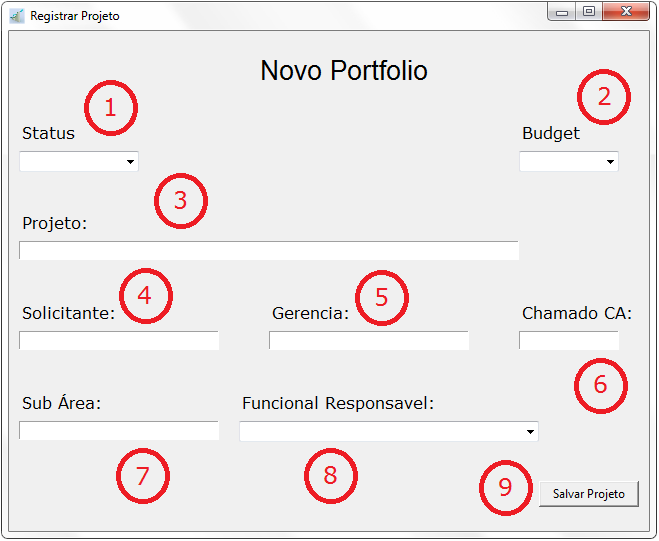 Registrar Projeto
Novo Portfolio
1
2
Status
Budget
3
Projeto:
4
5
Solicitante:
Gerencia:
Chamado CA:
6
Sub Área:
Funcional Responsavel:
7
8
9
Salvar Projeto